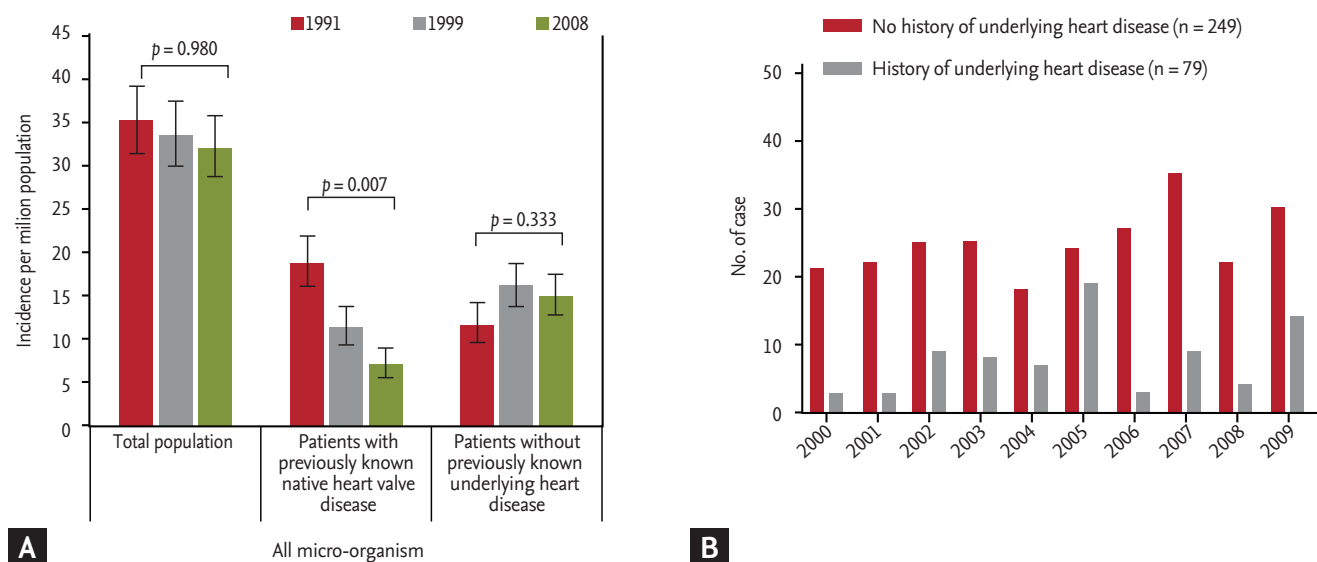 1991 1999 2008
45
40
35
30
25
20
15
10
5
0
Incidence per milion population
p = 0.980
p = 0.007
p = 0.333
Total population
Patients with
previously known
native heart valve
disease
Patients without
previously known
underlying heart
disease
All micro-organism
A
No history of underlying heart disease (n = 249)
History of underlying heart disease (n = 79)
50
40
30
20
10
0
No. of case
2000 2001 2002 2003 2004 2005 2006 2007 2008 2009
B